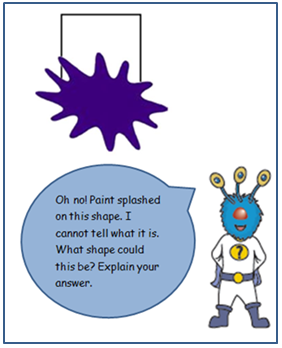 Oh no! Paint splashed
on this shape. I
cannot tell what it is.
What shape could
this be? Explain your
answer.
?